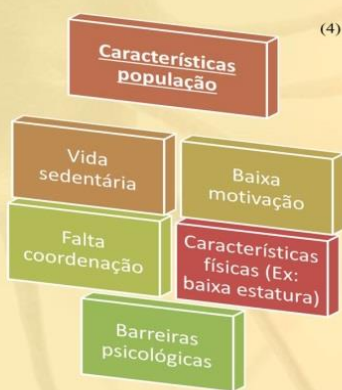 (4)
Características
população
Vida
sedentária
Baixa
motivação
Falta
coordenação
Características
físicas (Ex:
baixa estatura)
Barreiras
psicológicas